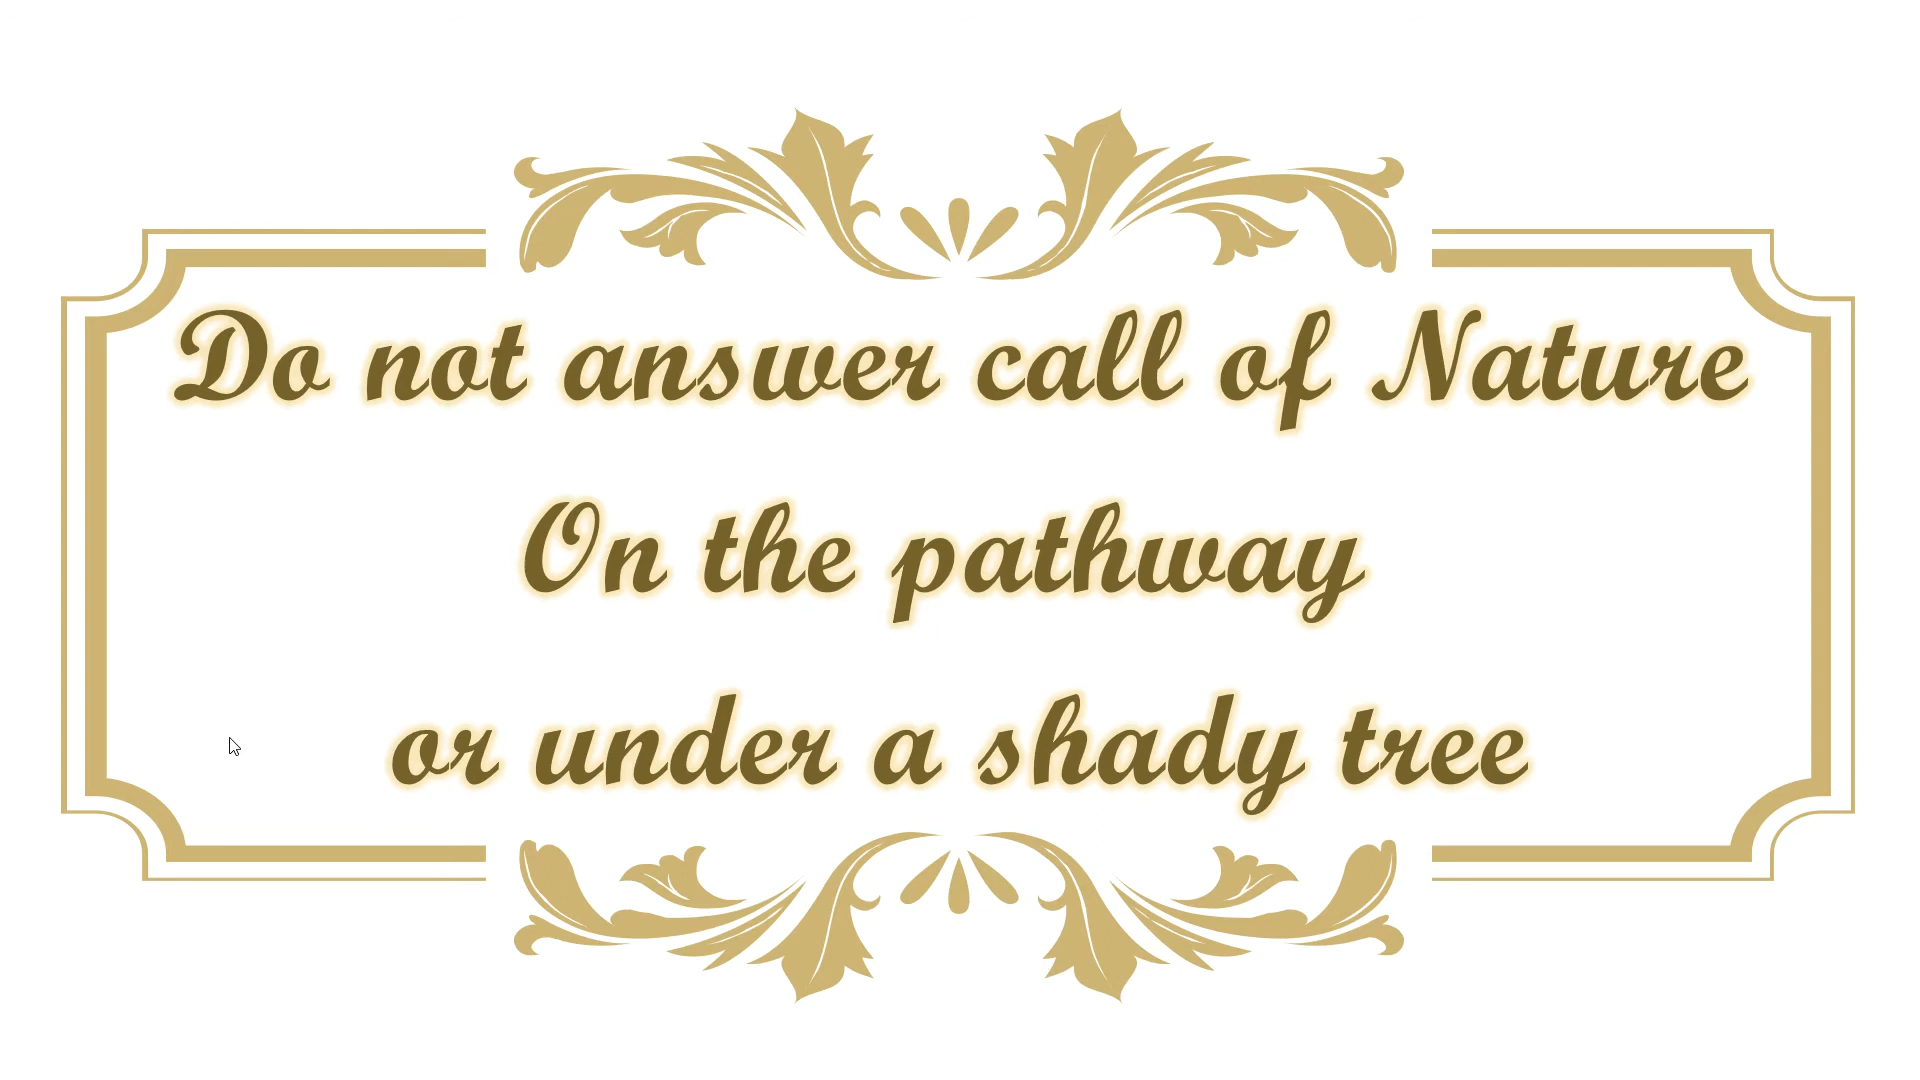 Do not answer call of Nature
On the pathway
or under a shady tree